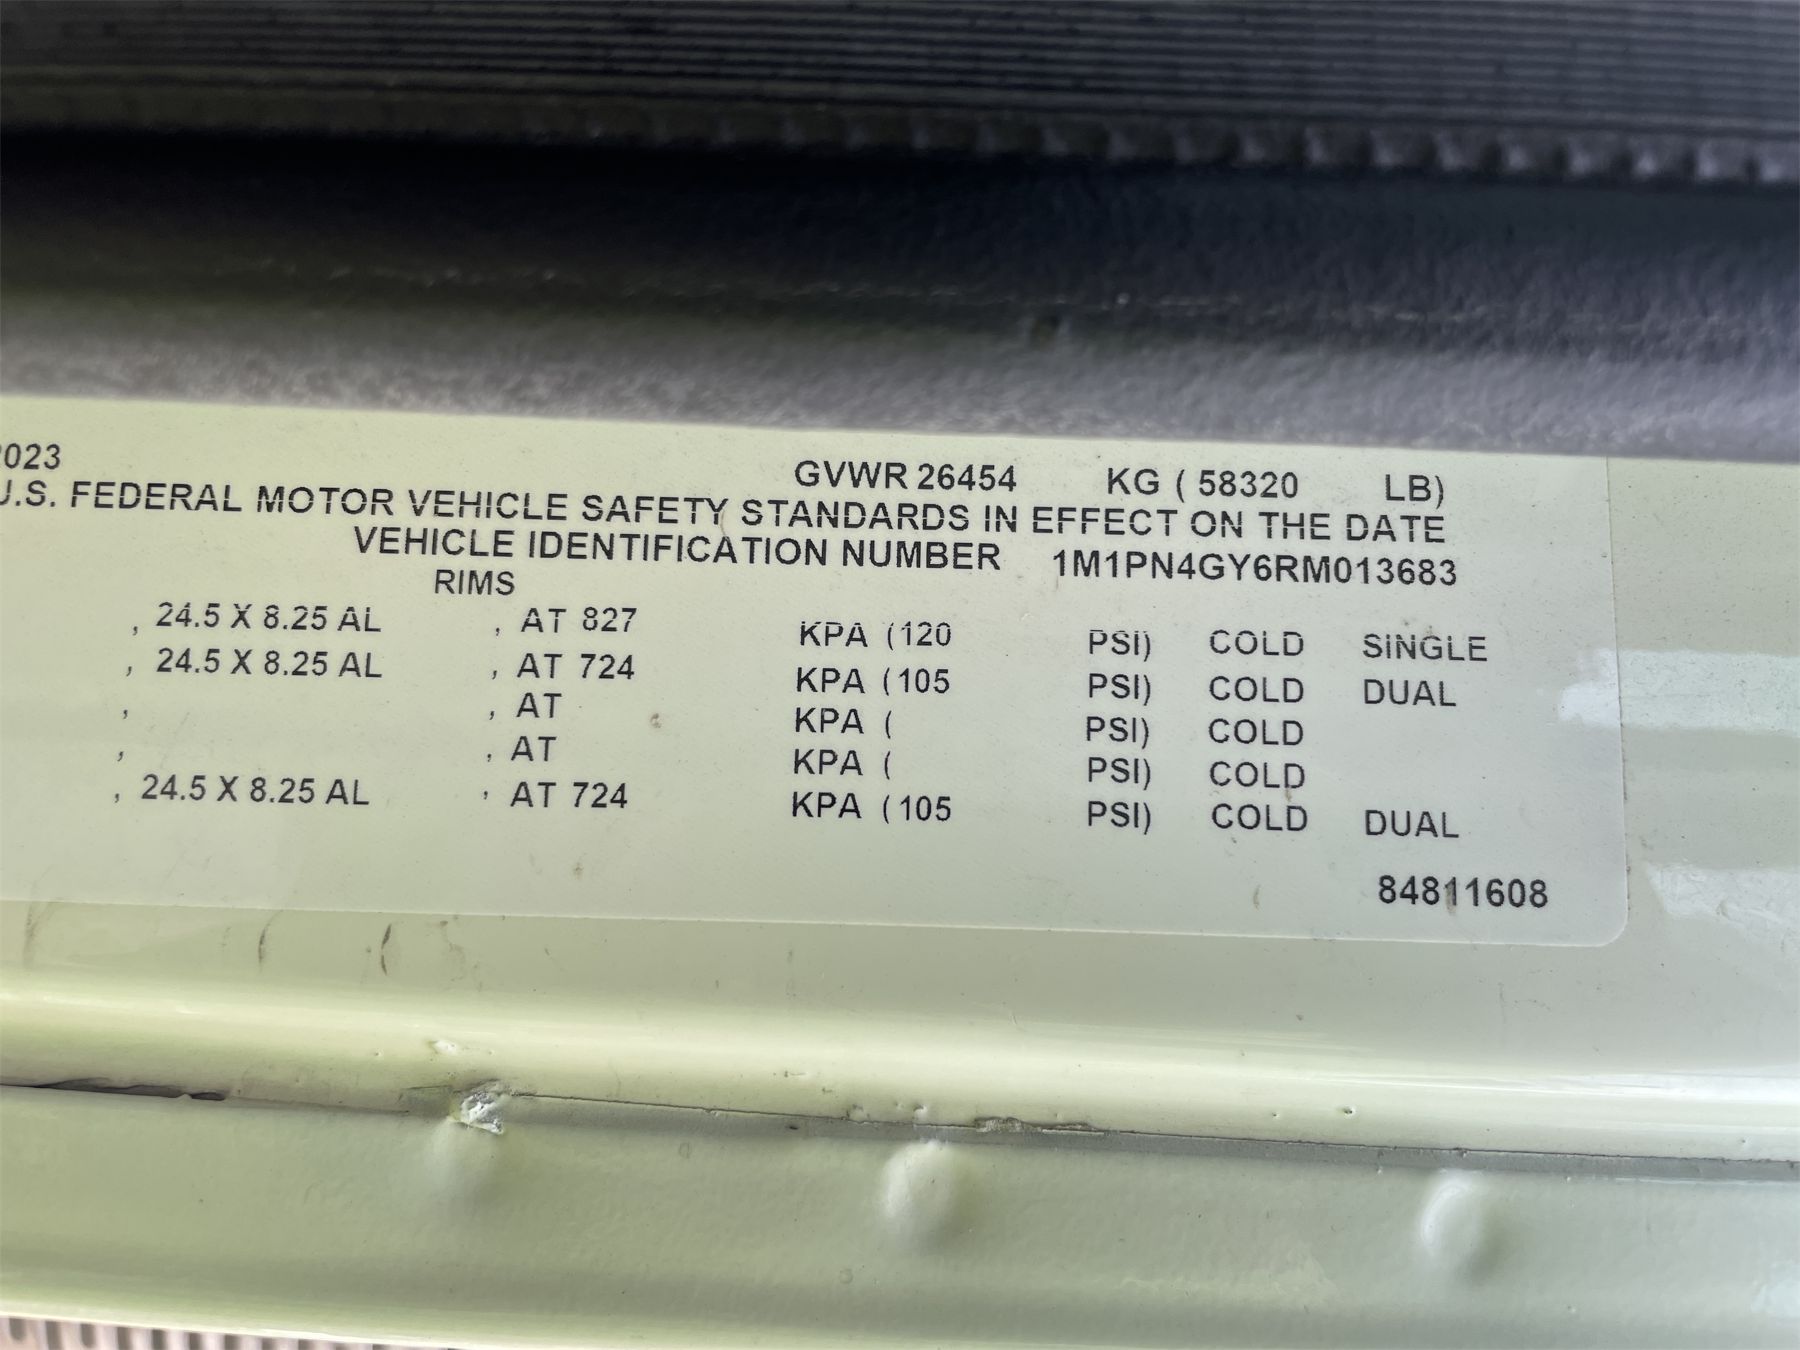 2023 GVWR 26454 KG ( 58320 LB)
U.S. FEDERAL MOTOR VEHICLE SAFETY STANDARDS IN EFFECT ON THE DATE
VEHICLE IDENTIFICATION NUMBER 1M1PN4GY6RM013683
RIMS
, 24.5 X 8.25 AL , AT 827 KPA (120 PSI) COLD SINGLE
, 24.5 X 8.25 AL , AT 724 KPA (105 PSI) COLD DUAL
, , AT KPA ( PSI) COLD
, , AT KPA ( PSI) COLD
, 24.5 X 8.25 AL , AT 724 KPA (105 PSI) COLD DUAL
84811608